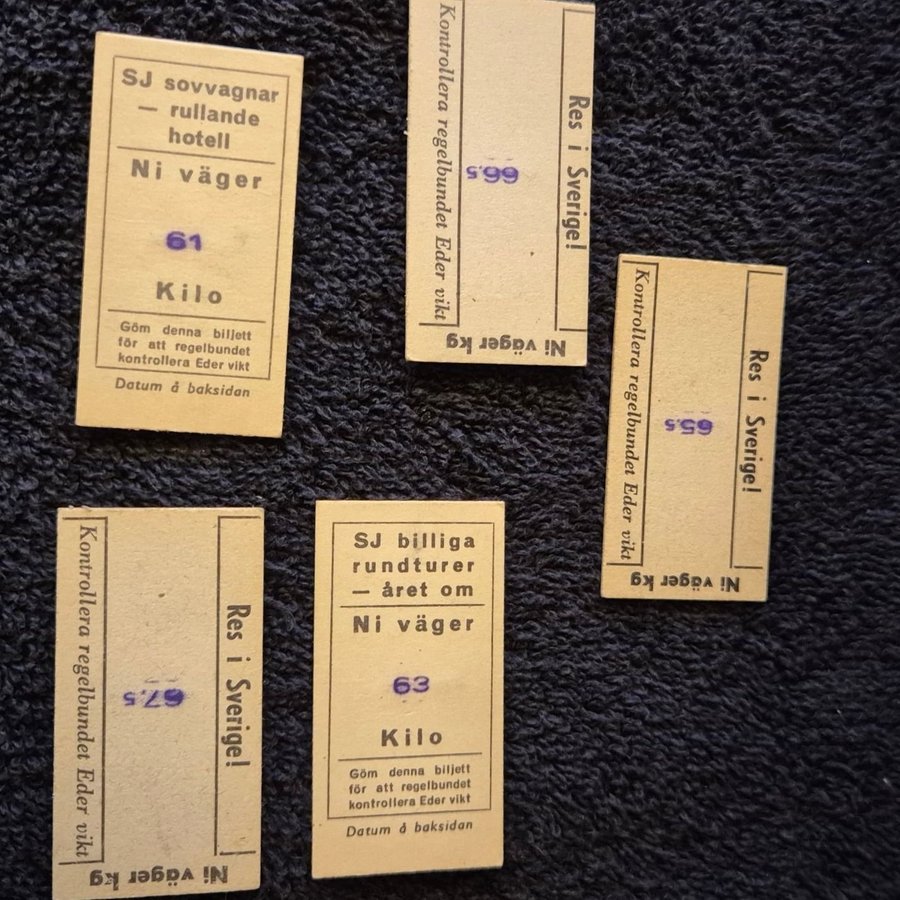 SJ sovvagnar
— rullande
hotell
Ni väger
61
Kilo
Göm denna biljett
för att regelbundet
kontrollera Eder vikt
Datum å baksidan
Res i Sverige!
Kontrollera regelbundet Eder vikt
Ni väger kg
66,5
Res i Sverige!
Kontrollera regelbundet Eder vikt
Ni väger kg
65,5
Res i Sverige!
Kontrollera regelbundet Eder vikt
Ni väger kg
67,5
SJ billiga
rundturer
— året om
Ni väger
63
Kilo
Göm denna biljett
för att regelbundet
kontrollera Eder vikt
Datum å baksidan